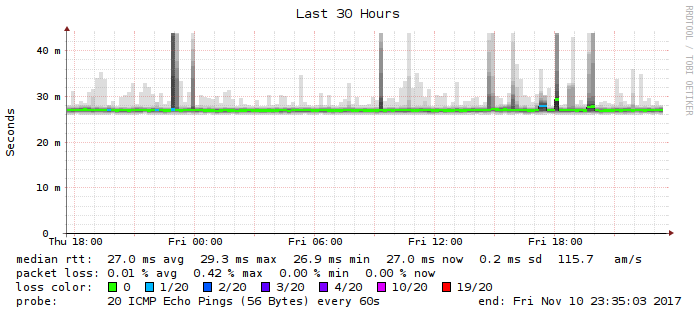 Last 30 Hours
RRDTOOL / TOBI OETIKER
Seconds
40 m
30 m
20 m
10 m
0
Thu 18:00 Fri 00:00 Fri 06:00 Fri 12:00 Fri 18:00
median rtt: 27.0 ms avg 29.3 ms max 26.9 ms min 27.0 ms now 0.2 ms sd 115.7 am/s
packet loss: 0.01 % avg 0.42 % max 0.00 % min 0.00 % now
loss color: 0 1/20 2/20 3/20 4/20 10/20 19/20
probe: 20 ICMP Echo Pings (56 Bytes) every 60s end: Fri Nov 10 23:35:03 2017